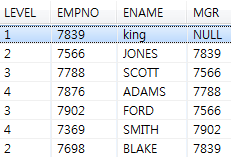 LEVEL EMPNO ENAME MGR
1 7839 king NULL
2 7566 JONES 7839
3 7788 SCOTT 7566
4 7876 ADAMS 7788
3 7902 FORD 7566
4 7369 SMITH 7902
2 7698 BLAKE 7839